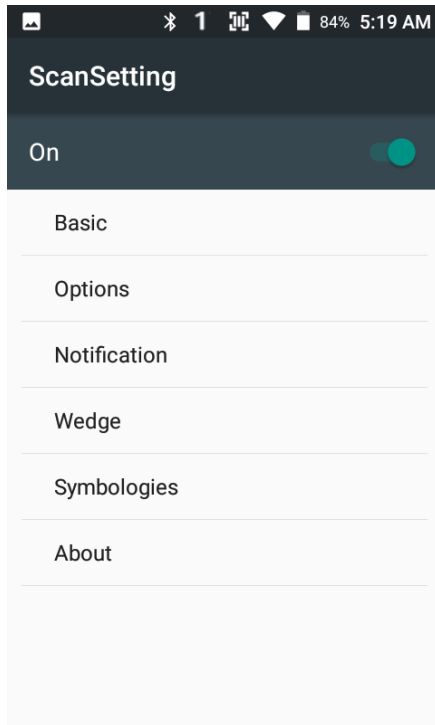 1 84% 5:19 AM
ScanSetting
On
Basic
Options
Notification
Wedge
Symbologies
About